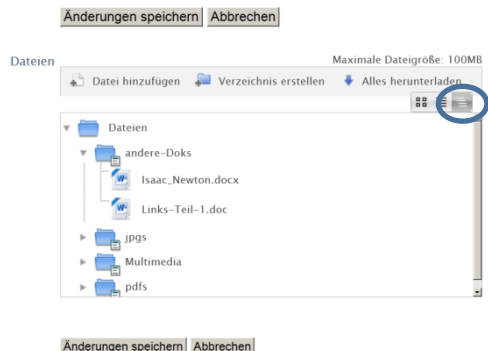 Änderungen speichern Abbrechen
Dateien Maximale Dateigröße: 100MB
Datei hinzufügen Verzeichnis erstellen Alles herunterladen
Dateien
andere-Doks
Isaac_Newton.docx
Links-Teil-1.doc
jpgs
Multimedia
pdfs
Änderungen speichern Abbrechen